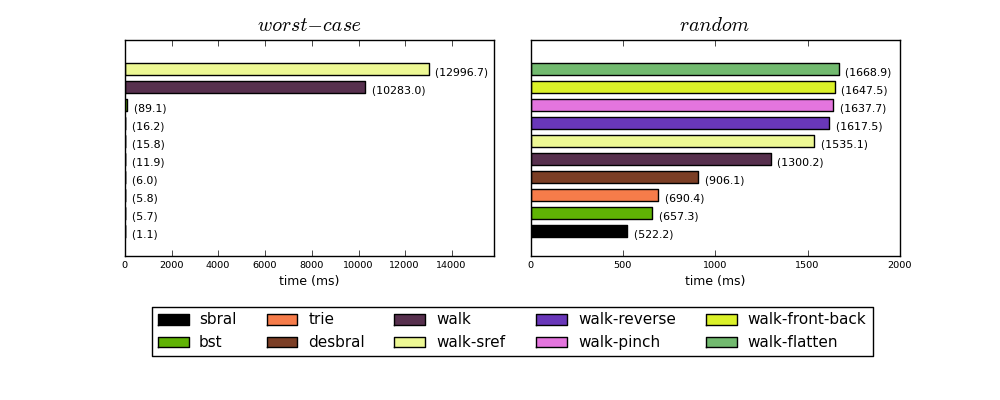 worst−case
random
(12996.7)
(10283.0)
(89.1)
(16.2)
(15.8)
(11.9)
(6.0)
(5.8)
(5.7)
(1.1)
0 2000 4000 6000 8000 10000 12000 14000
time (ms)
(1668.9)
(1647.5)
(1637.7)
(1617.5)
(1535.1)
(1300.2)
(906.1)
(690.4)
(657.3)
(522.2)
0 500 1000 1500 2000
time (ms)
sbral trie walk walk-reverse walk-front-back
bst desbral walk-sref walk-pinch walk-flatten